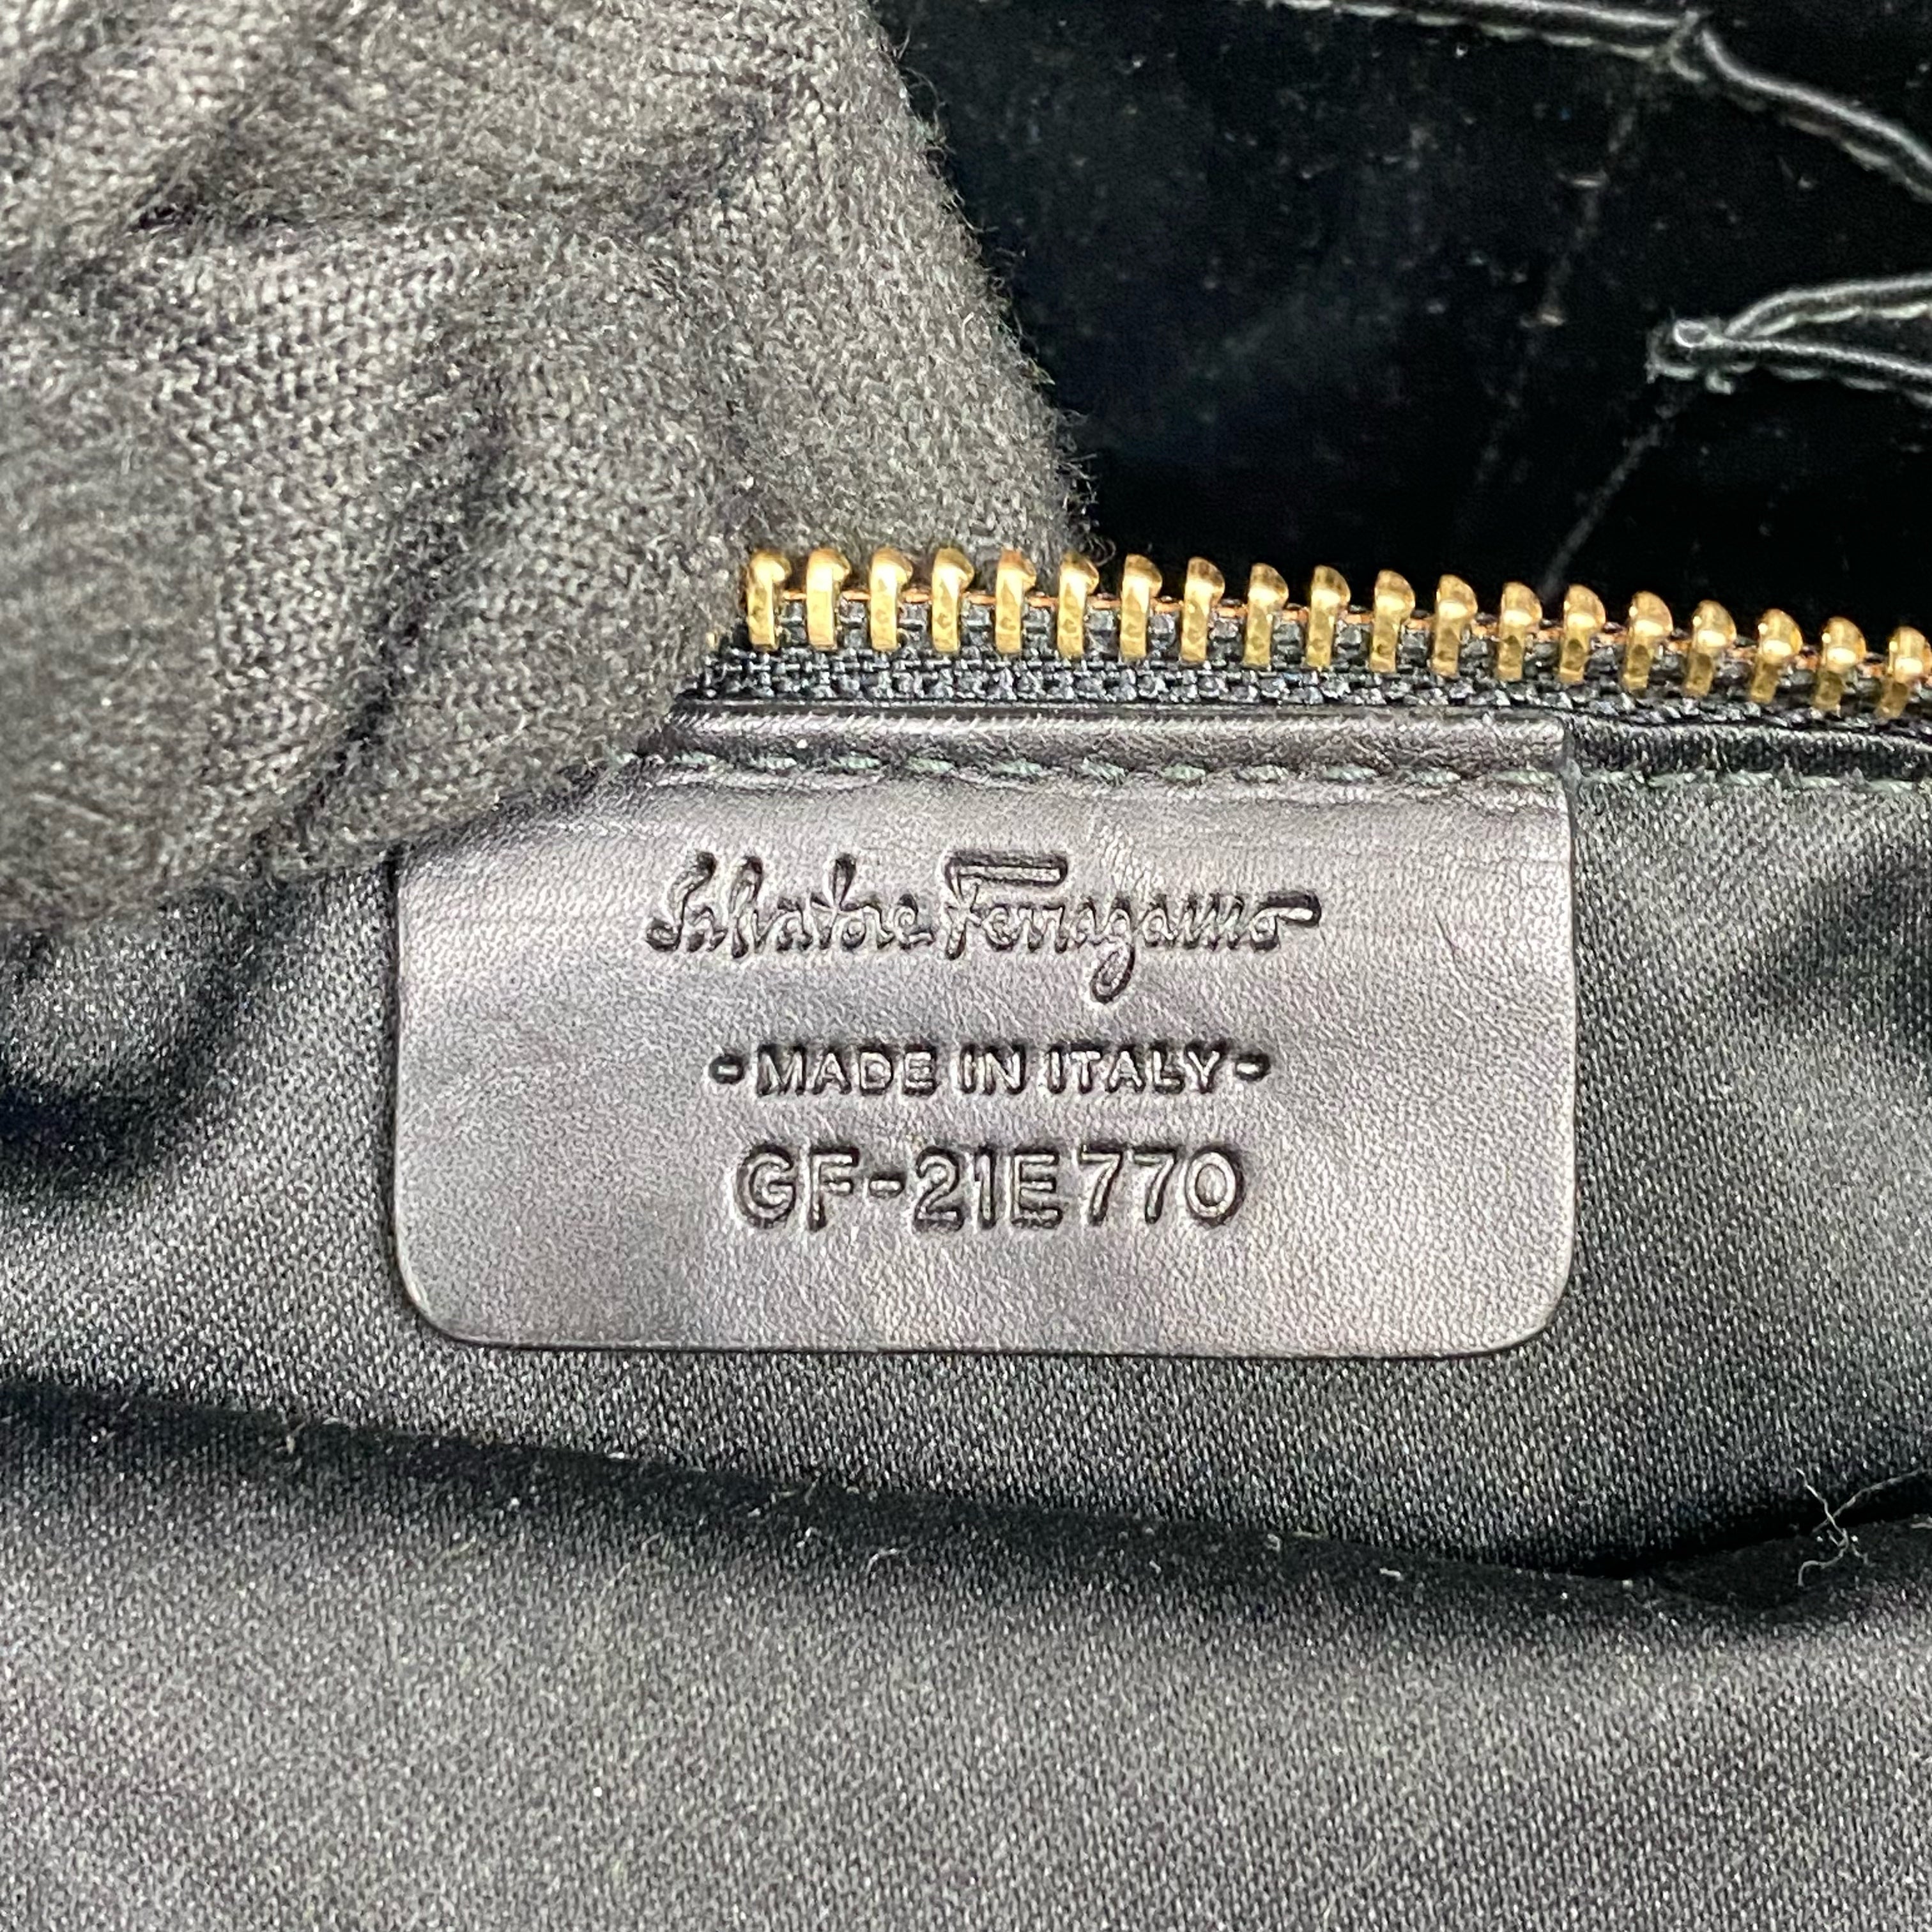 Salvatore Ferragamo
-MADE IN ITALY-
GF-21E770